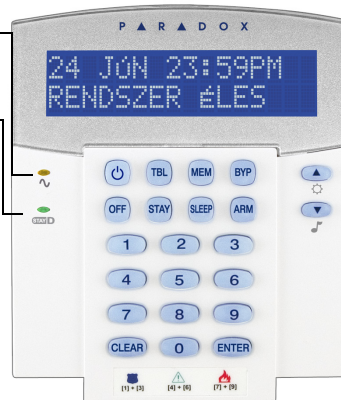 PARADOX
24 JÚN 23:59PM
RENDSZER éLES
TBL MEM BYP
OFF STAY SLEEP ARM
1 2 3
4 5 6
7 8 9
CLEAR 0 ENTER
[1] + [3] [4] + [6] [7] + [9]